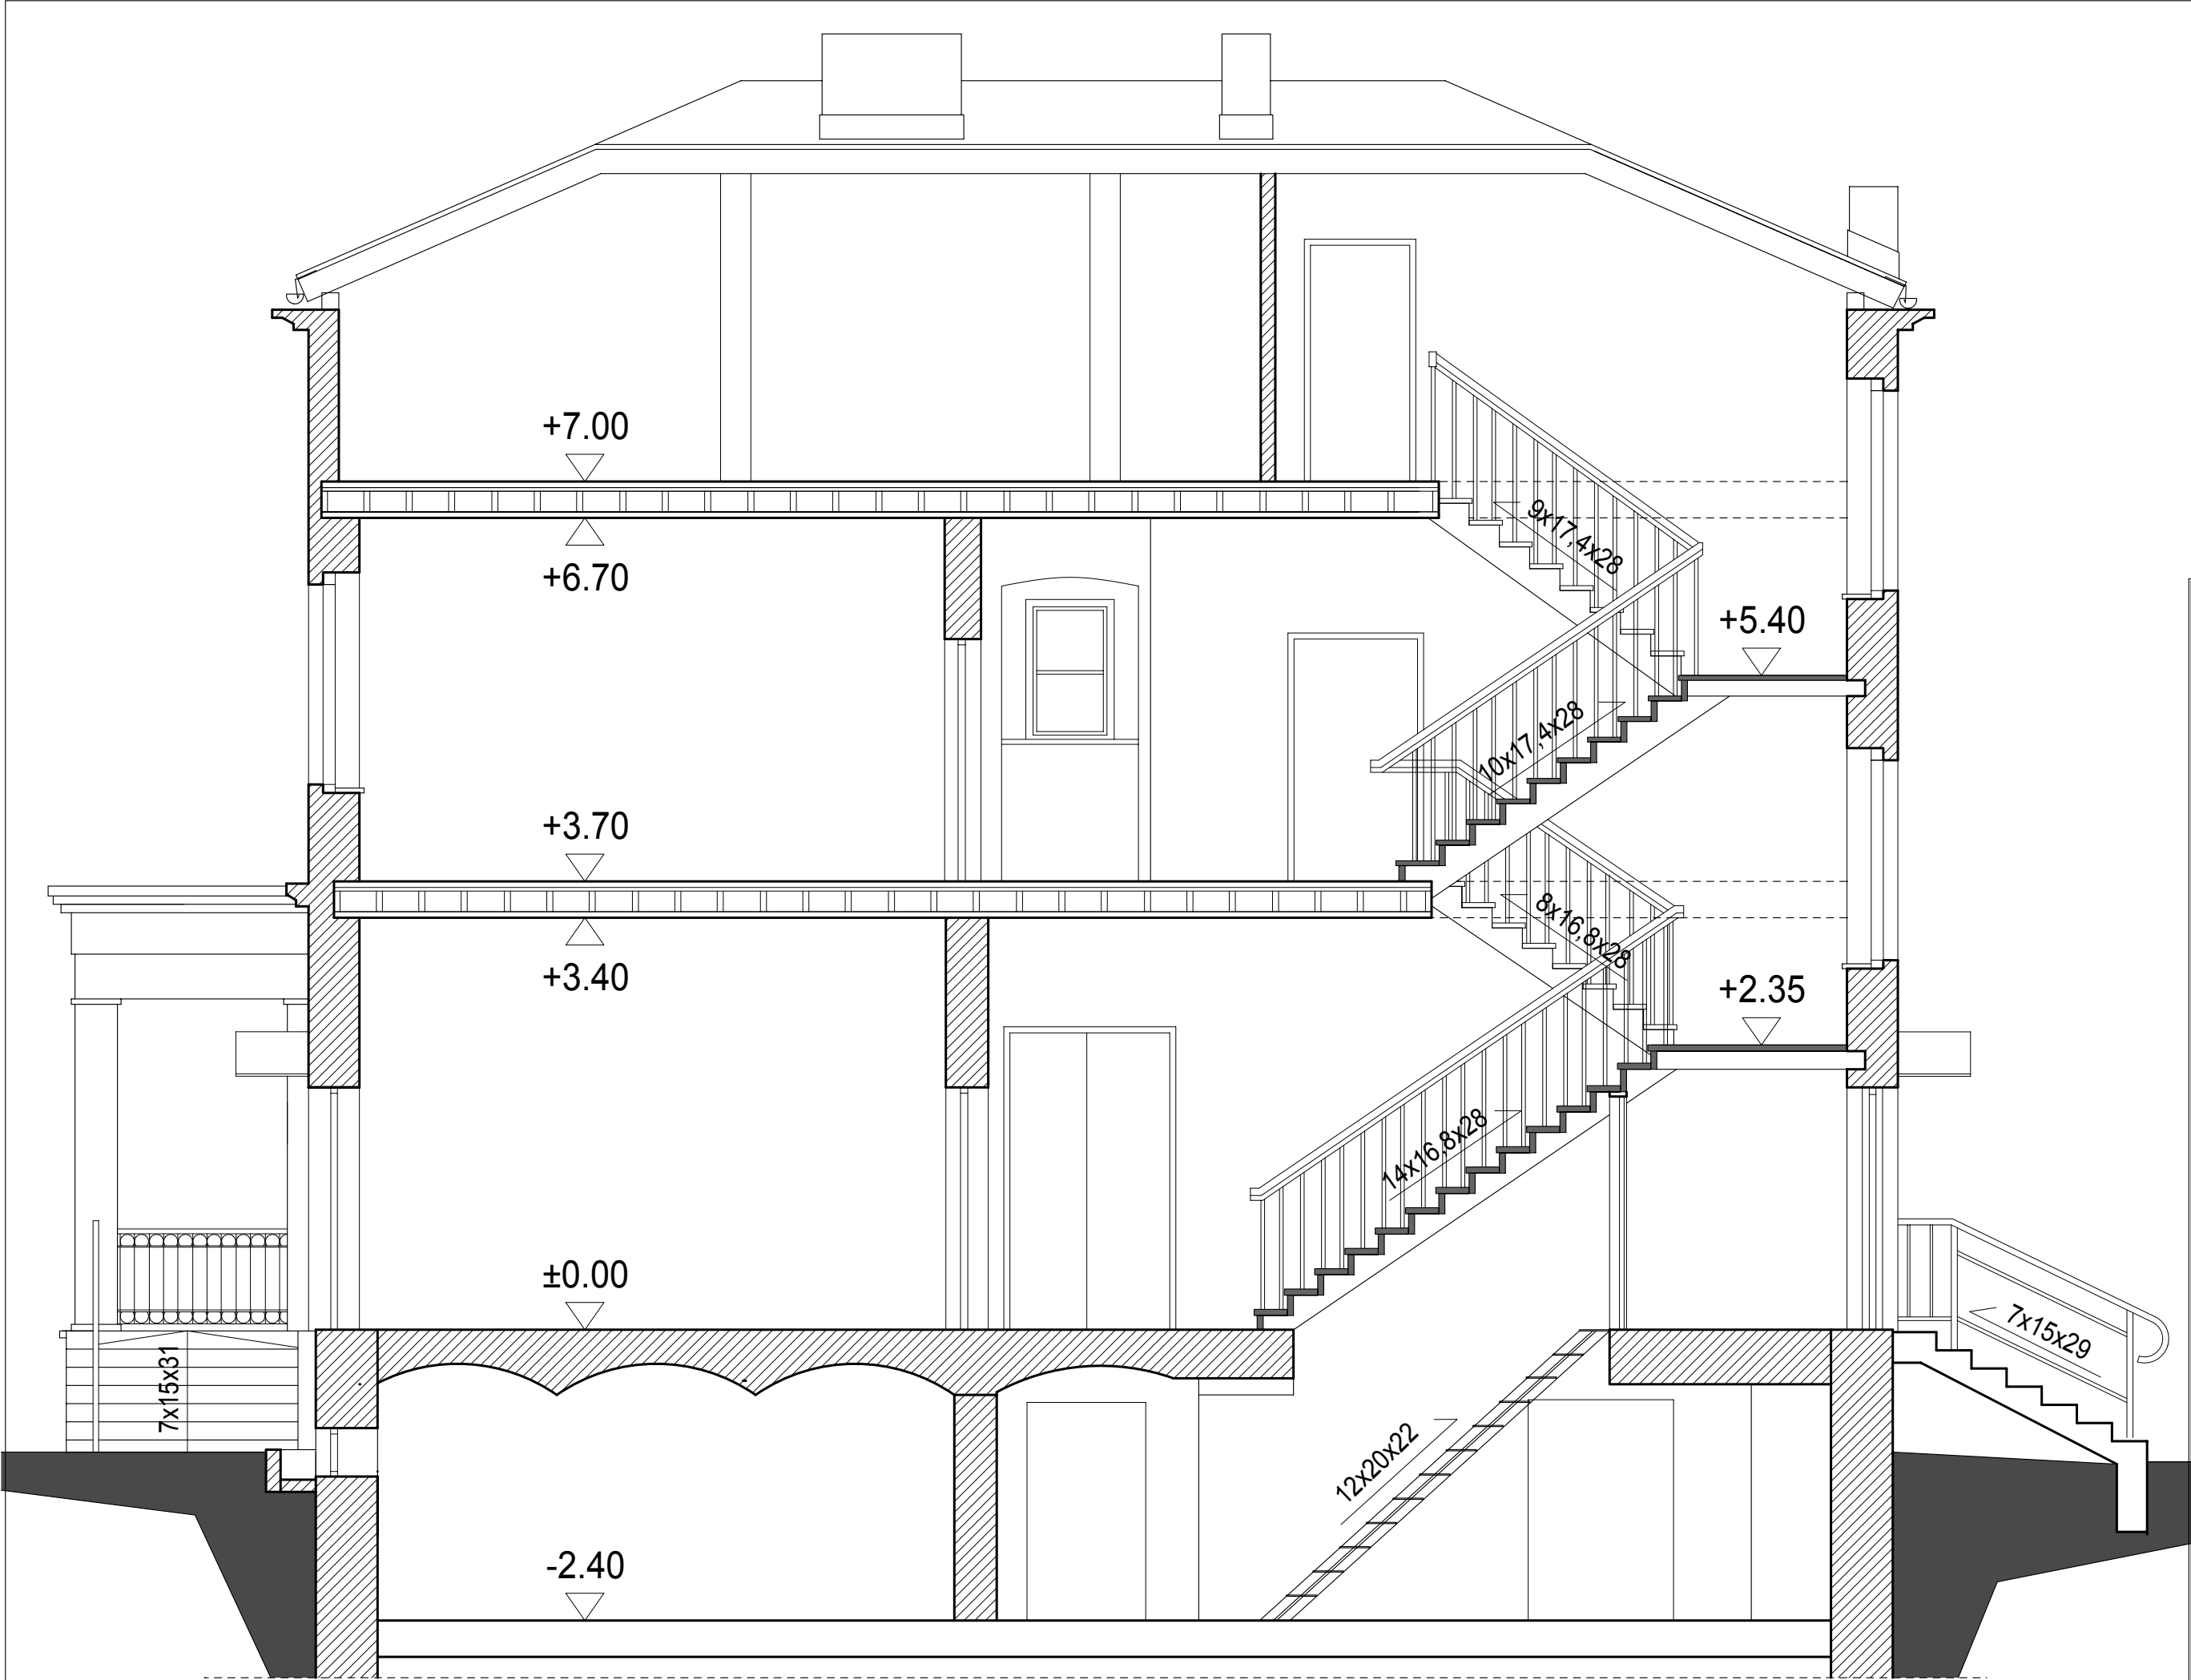 +7.00
9x17,4x28
+6.70
+5.40
10x17,4x28
+3.70
8x16,8x28
+3.40
+2.35
14x16,8x28
±0.00
7x15x29
7x15x31
12x20x22
-2.40